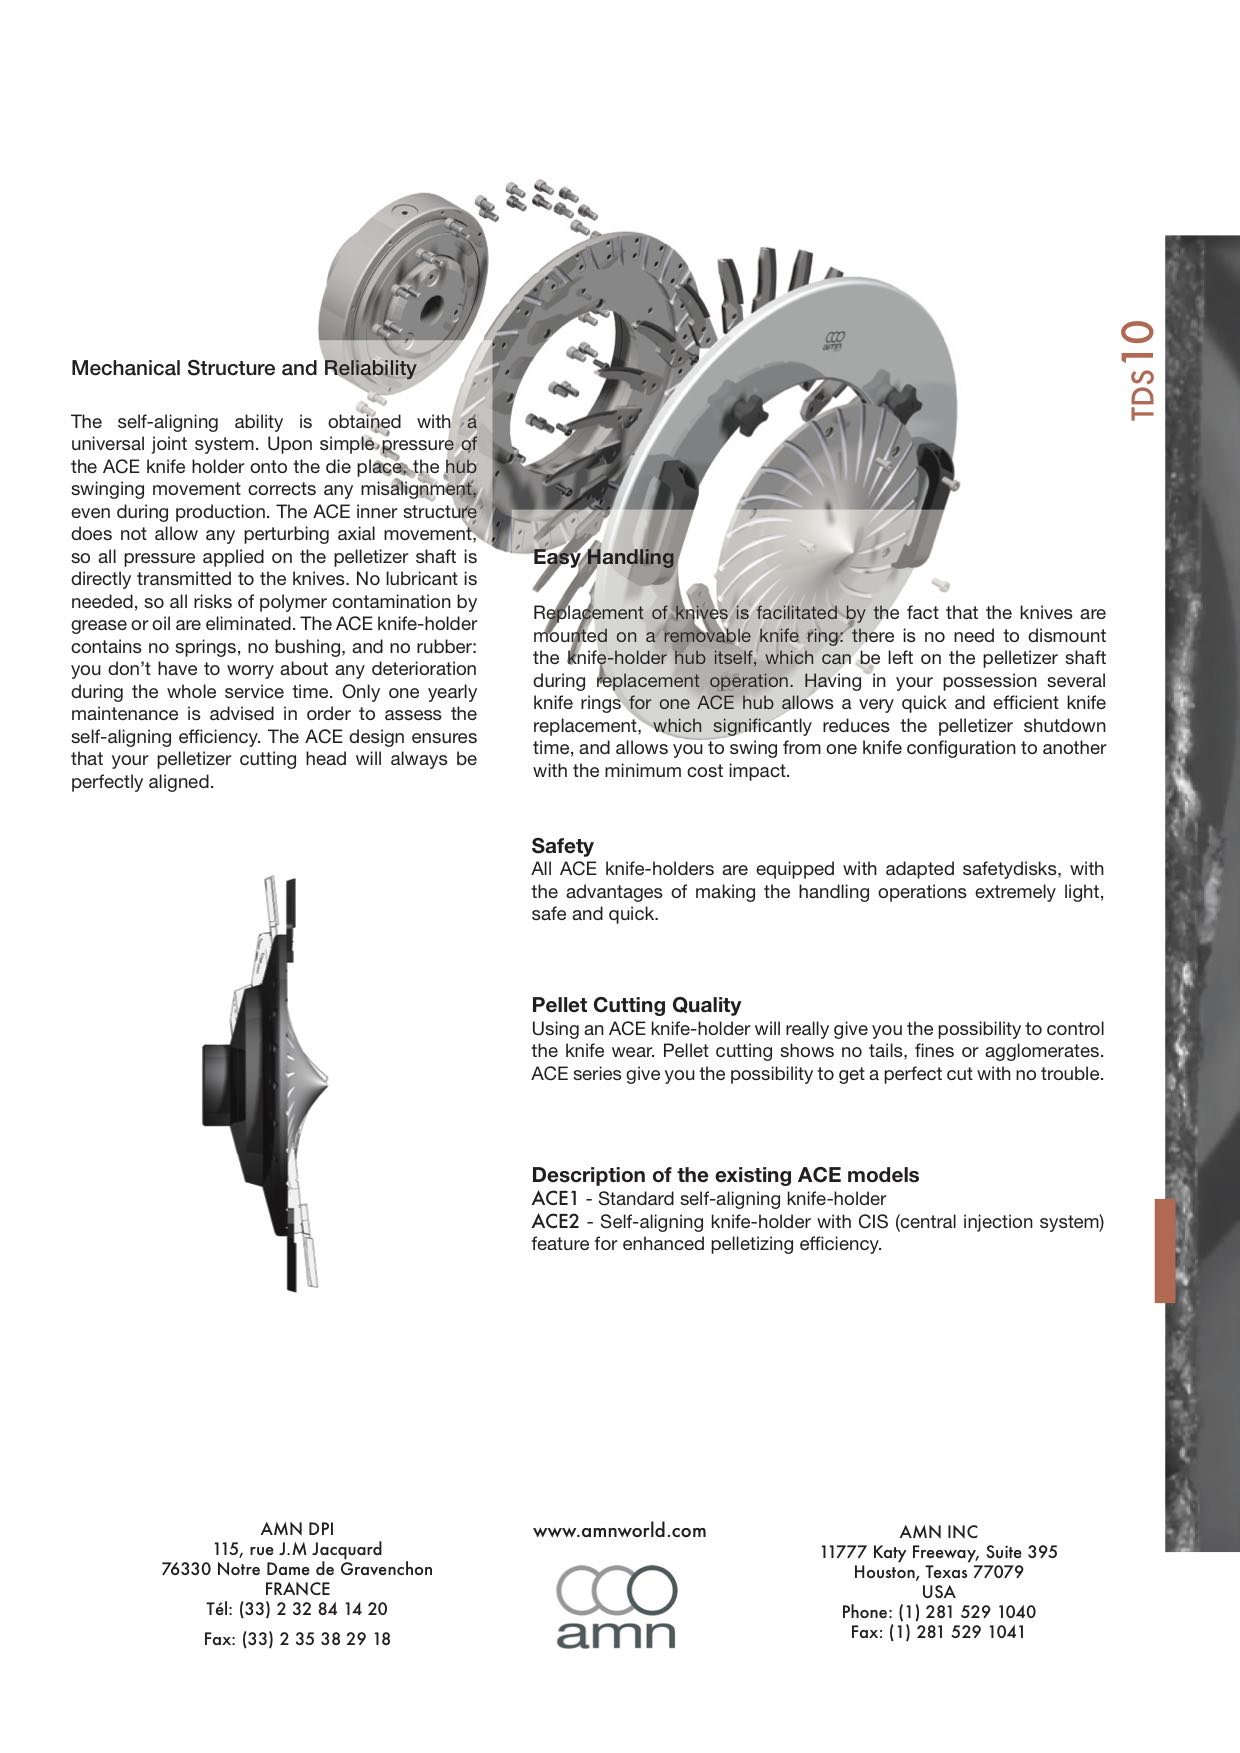 amn
TDS10
Mechanical Structure and Reliability
The self-aligning ability is obtained with a
universal joint system. Upon simple pressure of
the ACE knife holder onto the die place, the hub
swinging movement corrects any misalignment,
even during production. The ACE inner structure
does not allow any perturbing axial movement,
so all pressure applied on the pelletizer shaft is
directly transmitted to the knives. No lubricant is
needed, so all risks of polymer contamination by
grease or oil are eliminated. The ACE knife-holder
contains no springs, no bushing, and no rubber:
you don't have to worry about any deterioration
during the whole service time. Only one yearly
maintenance is advised in order to assess the
self-aligning efficiency. The ACE design ensures
that your pelletizer cutting head will always be
perfectly aligned.
Easy Handling
Replacement of knives is facilitated by the fact that the knives are
mounted on a removable knife ring: there is no need to dismount
the knife-holder hub itself, which can be left on the pelletizer shaft
during replacement operation. Having in your possession several
knife rings for one ACE hub allows a very quick and efficient knife
replacement, which significantly reduces the pelletizer shutdown
time, and allows you to swing from one knife configuration to another
with the minimum cost impact.
Safety
All ACE knife-holders are equipped with adapted safetydisks, with
the advantages of making the handling operations extremely light,
safe and quick.
Pellet Cutting Quality
Using an ACE knife-holder will really give you the possibility to control
the knife wear. Pellet cutting shows no tails, fines or agglomerates.
ACE series give you the possibility to get a perfect cut with no trouble.
Description of the existing ACE models
ACE1 - Standard self-aligning knife-holder
ACE2 - Self-aligning knife-holder with CIS (central injection system)
feature for enhanced pelletizing efficiency.
AMN DPI
115, rue J.M Jacquard
76330 Notre Dame de Gravenchon
FRANCE
Tél: (33) 2 32 84 14 20
Fax: (33) 2 35 38 29 18
www.amnworld.com
amn
AMN INC
11777 Katy Freeway, Suite 395
Houston, Texas 77079
USA
Phone: (1) 281 529 1040
Fax: (1) 281 529 1041